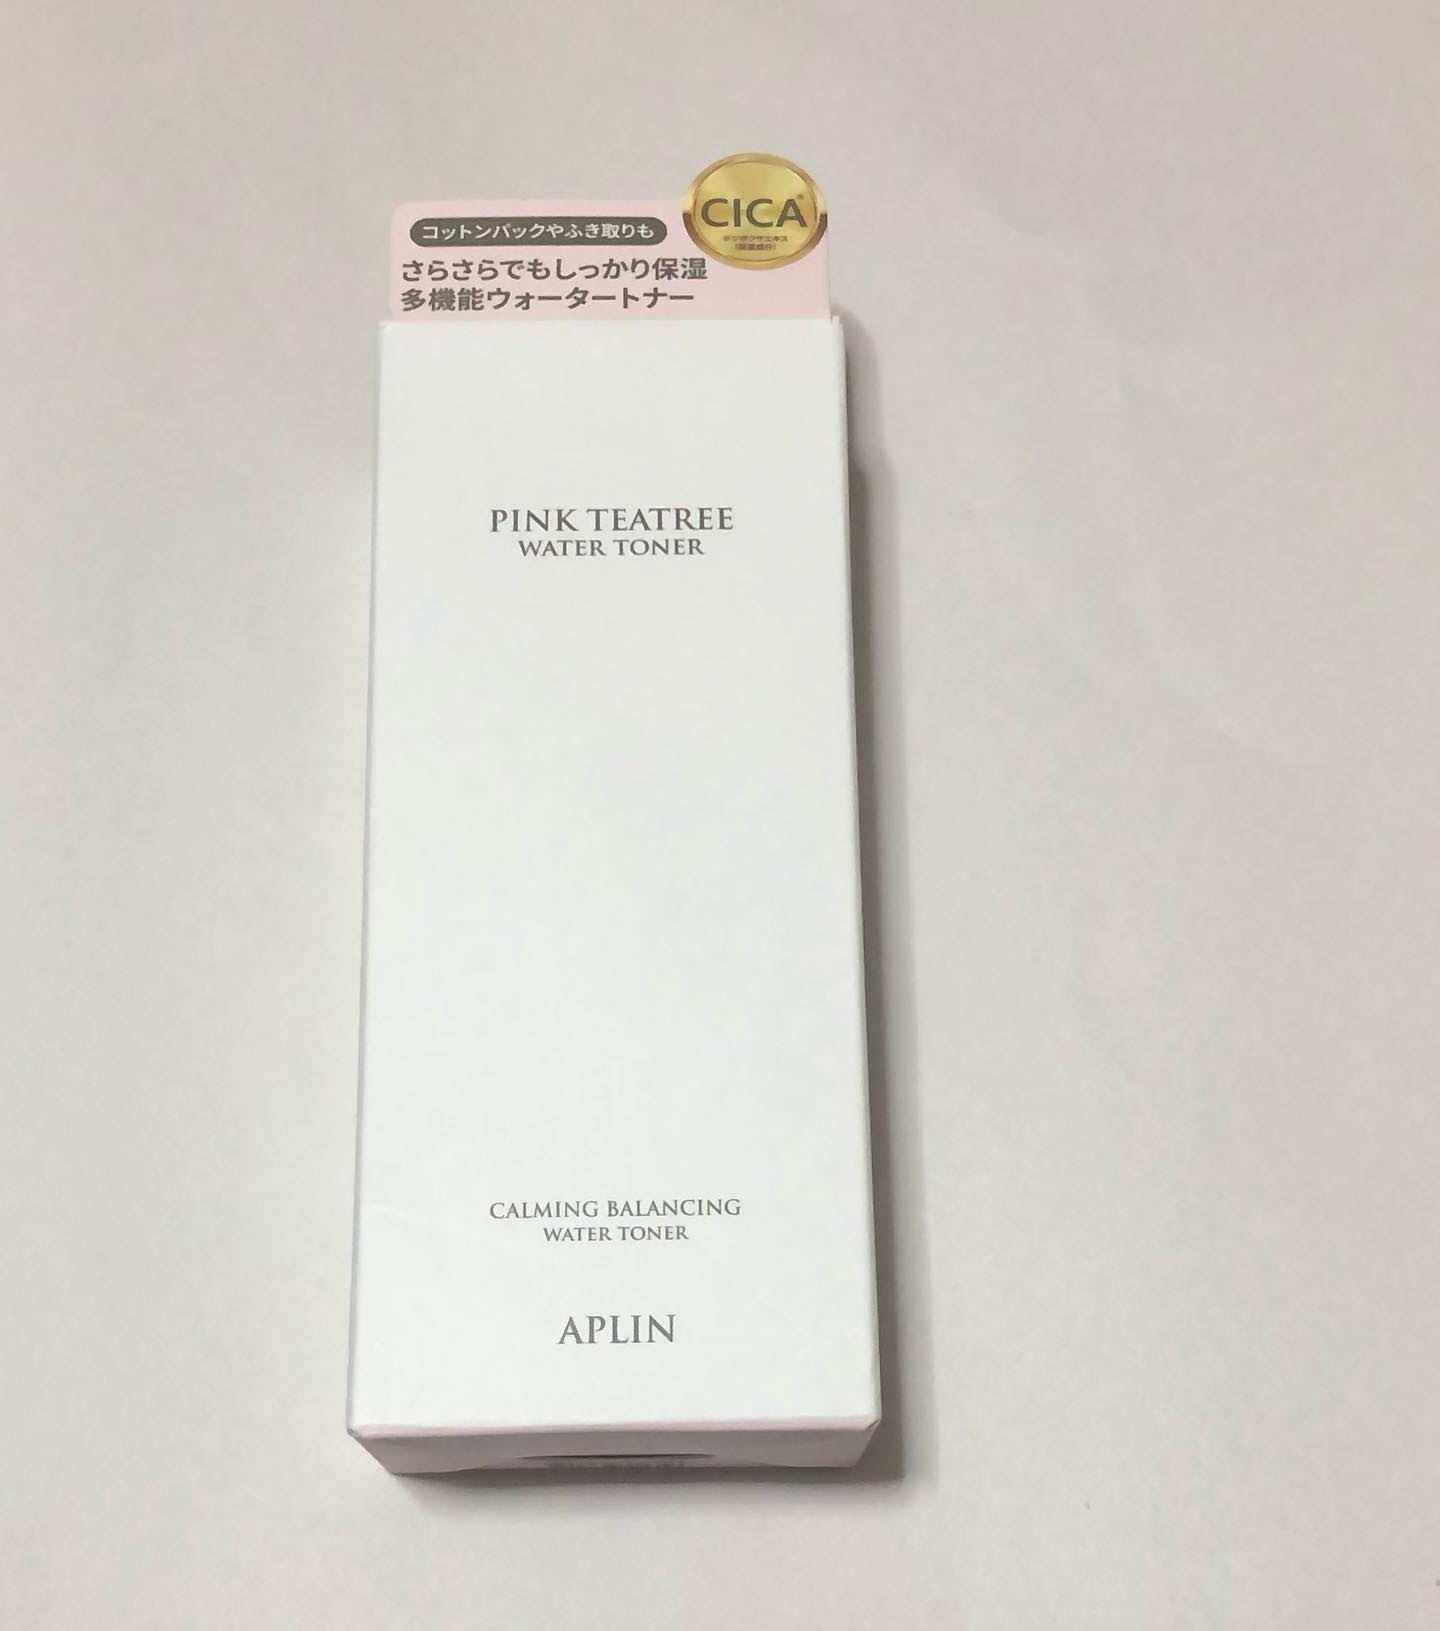 CICA
コットンパックやふき取りも
さらさらでもしっかり保湿
多機能ウォータートナー
PINK TEATREE
WATER TONER
CALMING BALANCING
WATER TONER
APLIN